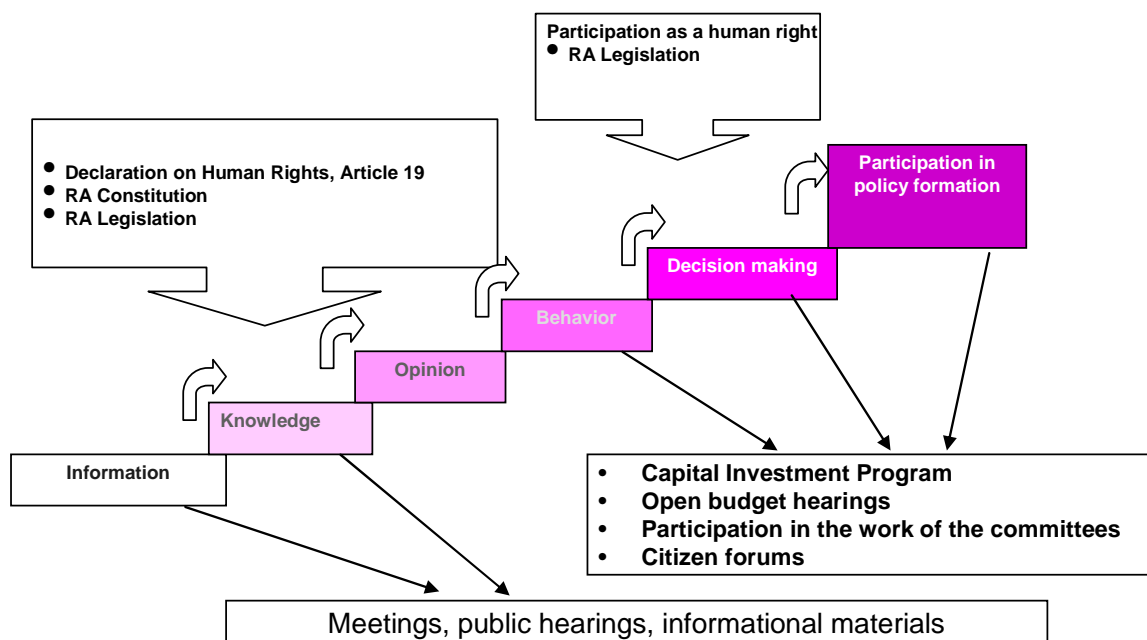 Participation as a human right
• RA Legislation
• Declaration on Human Rights, Article 19
• RA Constitution
• RA Legislation
Participation in
policy formation
Decision making
Behavior
Opinion
Knowledge
Information
• Capital Investment Program
• Open budget hearings
• Participation in the work of the committees
• Citizen forums
Meetings, public hearings, informational materials